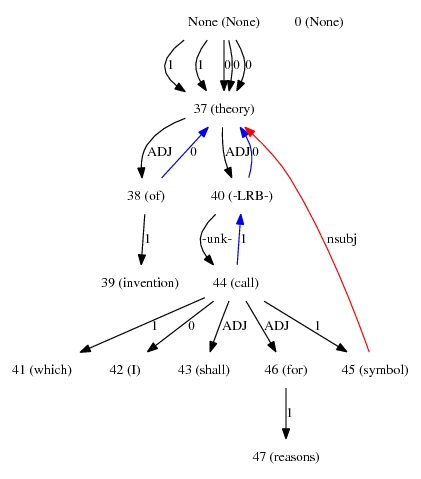 None (None) 0 (None)
1 1 0 0 0
37 (theory)
ADJ 0 ADJ 0
38 (of) 40 (-LRB-)
1 -unk- 1 nsubj
39 (invention) 44 (call)
1 0 ADJ ADJ 1
41 (which) 42 (I) 43 (shall) 46 (for) 45 (symbol)
1
47 (reasons)